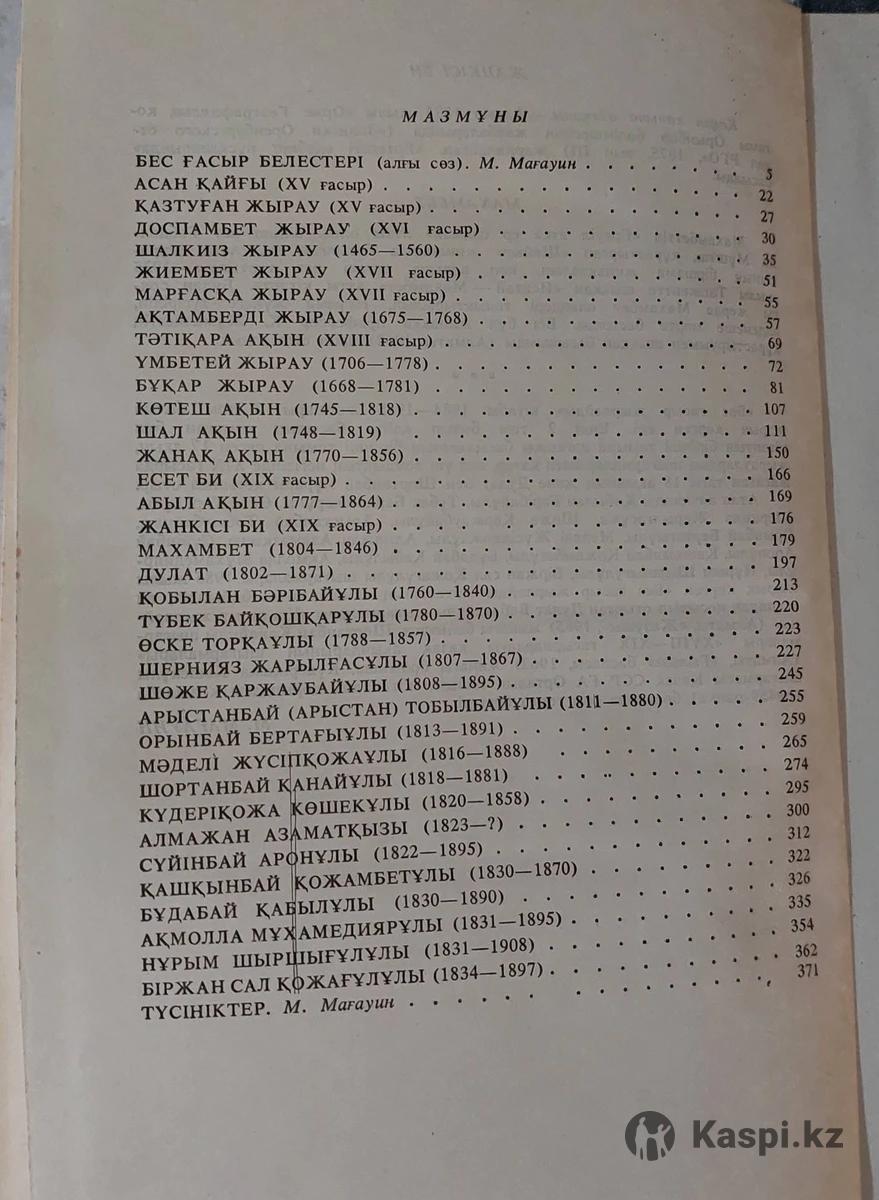 МАЗМҰНЫ
БЕС ҒАСЫР БЕЛЕСТЕРІ (алғы сөз). М. Мағауин . . . . . . . 5
АСАН ҚАЙҒЫ (XV ғасыр) . . . . . . . . . . . . . . 22
ҚАЗТУҒАН ЖЫРАУ (XV ғасыр) . . . . . . . . . . . . 27
ДОСПАМБЕТ ЖЫРАУ (XVI ғасыр) . . . . . . . . . . 30
ШАЛКИІЗ ЖЫРАУ (1465—1560) . . . . . . . . . . . . 35
ЖИЕМБЕТ ЖЫРАУ (XVII ғасыр) . . . . . . . . . . 51
МАРҒАСҚА ЖЫРАУ (XVII ғасыр) . . . . . . . . . . . 55
АҚТАМБЕРДІ ЖЫРАУ (1675—1768) . . . . . . . . . . 57
ТӘТІҚАРА АҚЫН (XVIII ғасыр) . . . . . . . . . . . 69
ҮМБЕТЕЙ ЖЫРАУ (1706—1778) . . . . . . . . . . . . 72
БҰҚАР ЖЫРАУ (1668—1781) . . . . . . . . . . . . 81
КӨТЕШ АҚЫН (1745—1818) . . . . . . . . . . . . . 107
ШАЛ АҚЫН (1748—1819) . . . . . . . . . . . . . 111
ЖАНАҚ АҚЫН (1770—1856) . . . . . . . . . . . . . 150
ЕСЕТ БИ (XIX ғасыр) . . . . . . . . . . . . . . . 166
АБЫЛ АҚЫН (1777—1864) . . . . . . . . . . . . . 169
ЖАНКІСІ БИ (XIX ғасыр) . . . . . . . . . . . . . 176
МАХАМБЕТ (1804—1846) . . . . . . . . . . . . . . 179
ДУЛАТ (1802—1871) . . . . . . . . . . . . . . . 197
ҚОБЫЛАН БӘРІБАЙҰЛЫ (1760—1840) . . . . . . . . . 213
ТҮБЕК БАЙҚОШҚАРҰЛЫ (1780—1870) . . . . . . . . . 220
ӨСКЕ ТОРҚАҰЛЫ (1788—1857) . . . . . . . . . . . 223
ШЕРНИЯЗ ЖАРЫЛҒАСҰЛЫ (1807—1867) . . . . . . . . 227
ШӨЖЕ ҚАРЖАУБАЙҰЛЫ (1808—1895) . . . . . . . . . 245
АРЫСТАНБАЙ (АРЫСТАН) ТОБЫЛБАЙҰЛЫ (1811—1880) . . . . 255
ОРЫНБАЙ БЕРТАҒЫҰЛЫ (1813—1891) . . . . . . . . . 259
МӘДЕЛІ ЖҮСІПҚОЖАҰЛЫ (1816—1888) . . . . . . . . 265
ШОРТАНБАЙ ҚАНАЙҰЛЫ (1818—1881) . . . . . . . . 274
КҮДЕРІҚОЖА КӨШЕКҰЛЫ (1820—1858) . . . . . . . . 295
АЛМАЖАН АЗАМАТҚЫЗЫ (1823—?) . . . . . . . . . . 300
СҮЙІНБАЙ АРОНҰЛЫ (1822—1895) . . . . . . . . . . 312
ҚАШҚЫНБАЙ ҚОЖАМБЕТҰЛЫ (1830—1870) . . . . . . . 322
БҰДАБАЙ ҚАБЫЛҰЛЫ (1830—1890) . . . . . . . . . 326
АҚМОЛЛА МҰХАМЕДИЯРҰЛЫ (1831—1895) . . . . . . . 335
НҰРЫМ ШЫРШЫҒҰЛҰЛЫ (1831—1908) . . . . . . . . 354
БІРЖАН САЛ ҚОЖАҒҰЛҰЛЫ (1834—1897) . . . . . . . . 362
ТҮСІНІКТЕР. М. Мағауин . . . . . . . . . . . . 371
Kaspi.kz